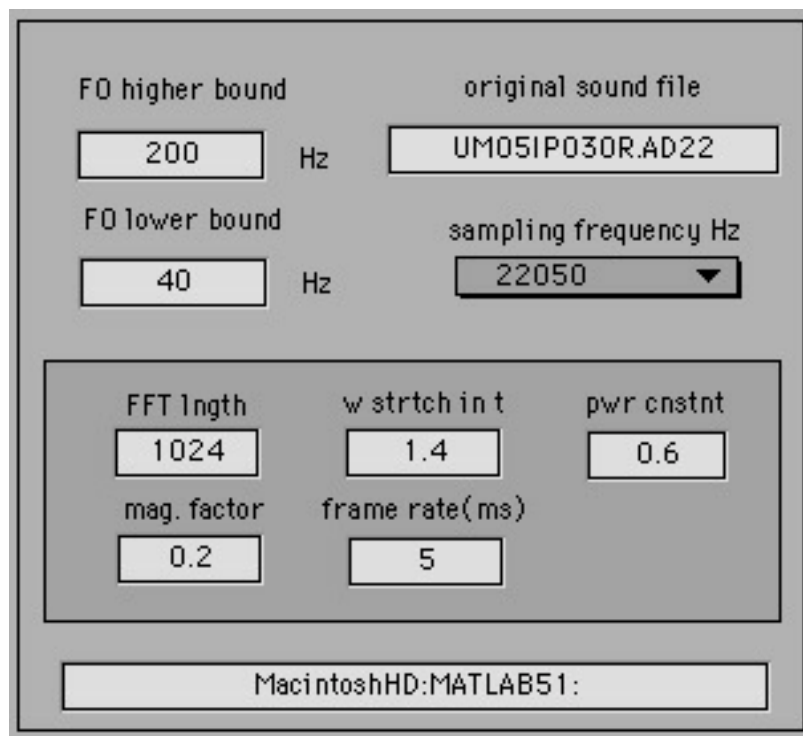 F0 higher bound
original sound file
200 Hz
UM05IP030R.AD22
F0 lower bound
sampling frequency Hz
40 Hz
22050
FFT lngth
w strtch in t
pwr cnstnt
1024
1.4
0.6
mag. factor
frame rate(ms)
0.2
5
MacintoshHD:MATLAB51: